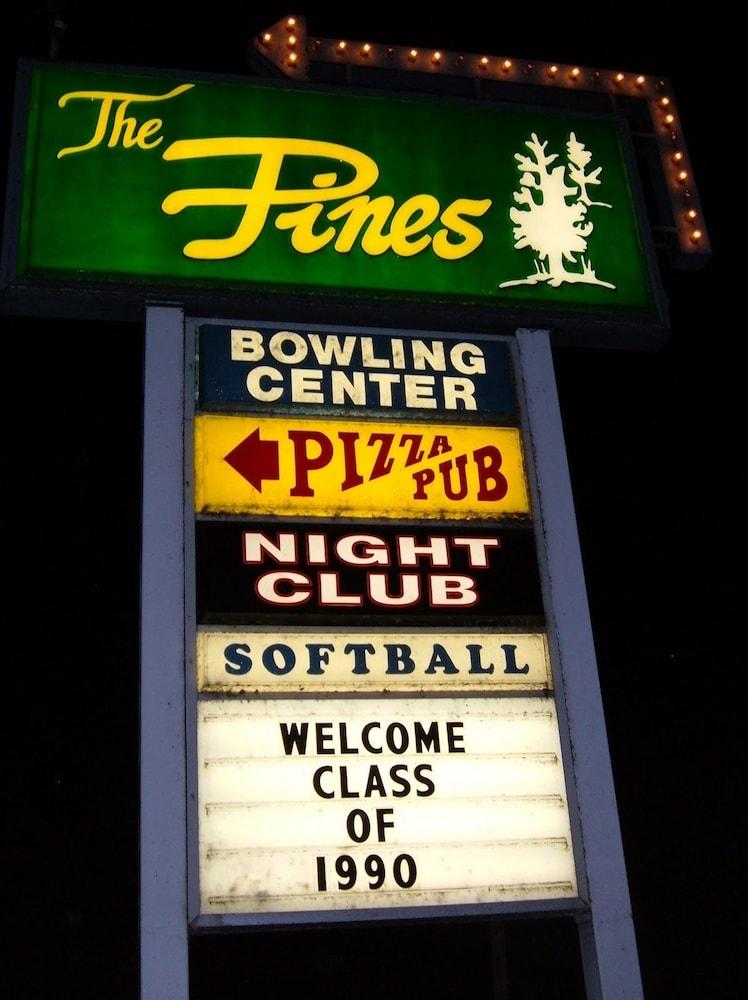 The
Pines
BOWLING
CENTER
PIZZA
PUB
NIGHT
CLUB
SOFTBALL
WELCOME
CLASS
OF
1990